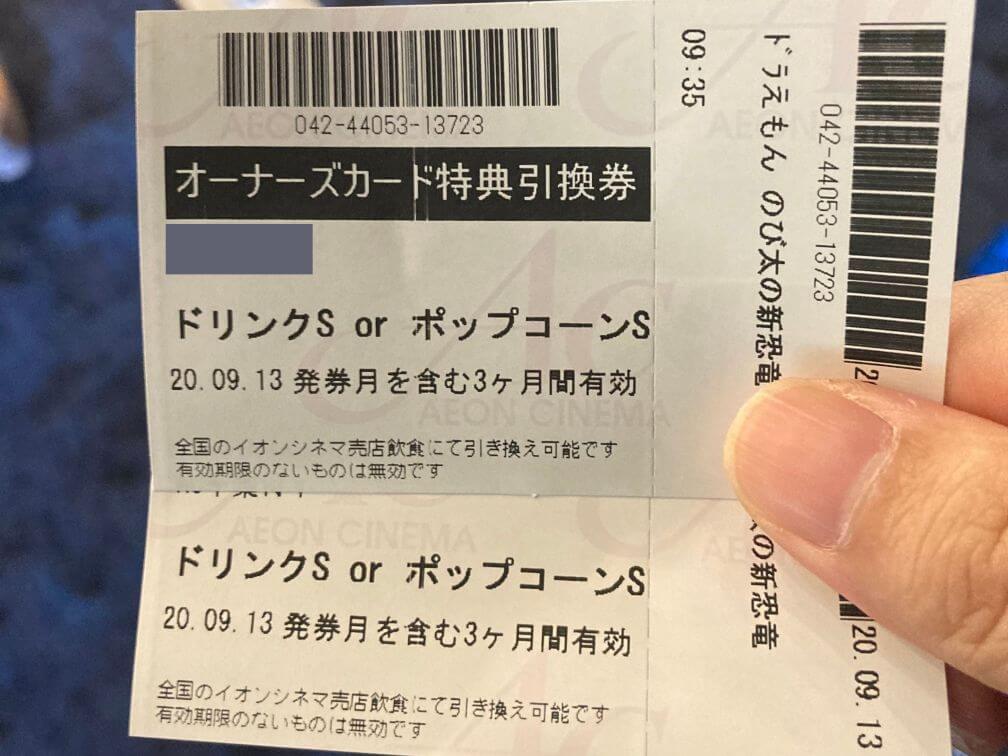 042-44053-13723
オーナーズカード特典引換券
ドリンクS or ポップコーンS
20.09.13 発券月を含む3ヶ月間有効
AEON CINEMA
全国のイオンシネマ売店飲食にて引き換え可能です
有効期限のないものは無効です
AEON CINEMA
ドリンクS or ポップコーンS
20.09.13 発券月を含む3ヶ月間有効
全国のイオンシネマ売店飲食にて引き換え可能です
有効期限のないものは無効です
09:35
ドラえもん のび太の新恐竜
042-44053-13723
の新恐竜
20.09.13